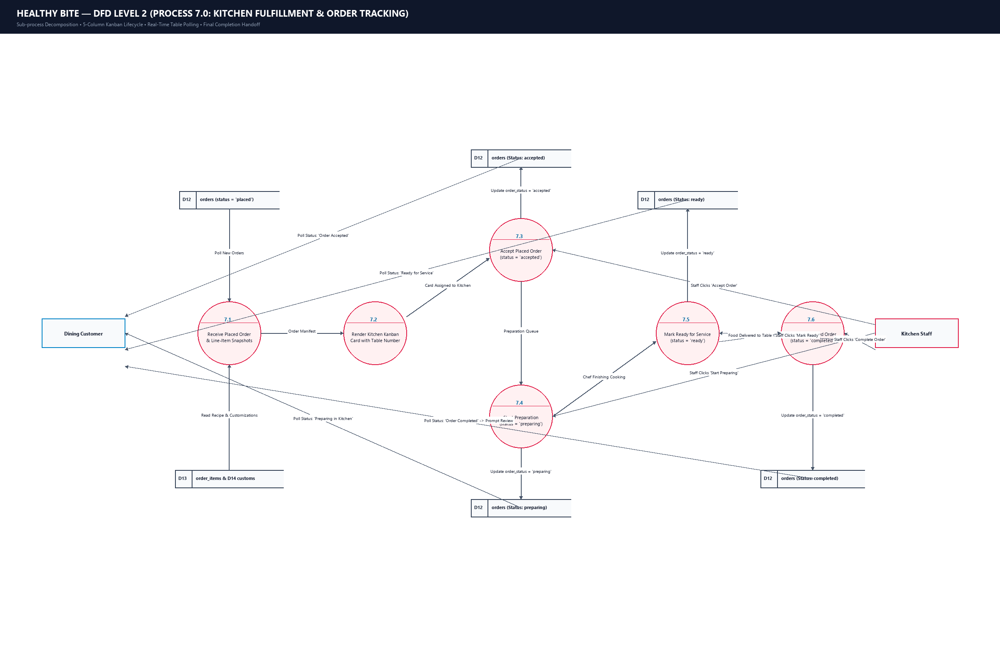 HEALTHY BITE — DFD LEVEL 2 (PROCESS 7.0: KITCHEN FULFILLMENT & ORDER TRACKING)
Sub-process Decomposition • 5-Column Kanban Lifecycle • Real-Time Table Polling • Final Completion Handoff
D12 orders (Status: accepted)
Update order_status = 'accepted'
D12 orders (status = 'placed')
D12 orders (Status: ready)
Poll Status: 'Order Accepted'
7.3
Accept Placed Order
(status = 'accepted')
Poll New Orders
Update order_status = 'ready'
Poll Status: 'Ready for Service'
Card Assigned to Kitchen
Staff Clicks 'Accept Order'
Dining Customer
7.1
Receive Placed Order
& Line-Item Snapshots
Order Manifest
7.2
Render Kitchen Kanban
Card with Table Number
Preparation Queue
7.5
Mark Ready for Service
(status = 'ready')
Food Delivered to Table
Staff Clicks 'Mark Ready'
7.6
Order
(status = 'completed'
Staff Clicks 'Complete Order'
Kitchen Staff
Chef Finishing Cooking
Staff Clicks 'Start Preparing'
7.4
Preparation
(status = 'preparing')
Read Recipe & Customizations
Poll Status: 'Preparing in Kitchen'
Poll Status: 'Order Completed' -> Prompt Review
Update order_status = 'completed'
Update order_status = 'preparing'
D13 order_items & D14 customs
D12 orders (Status: completed)
D12 orders (Status: preparing)